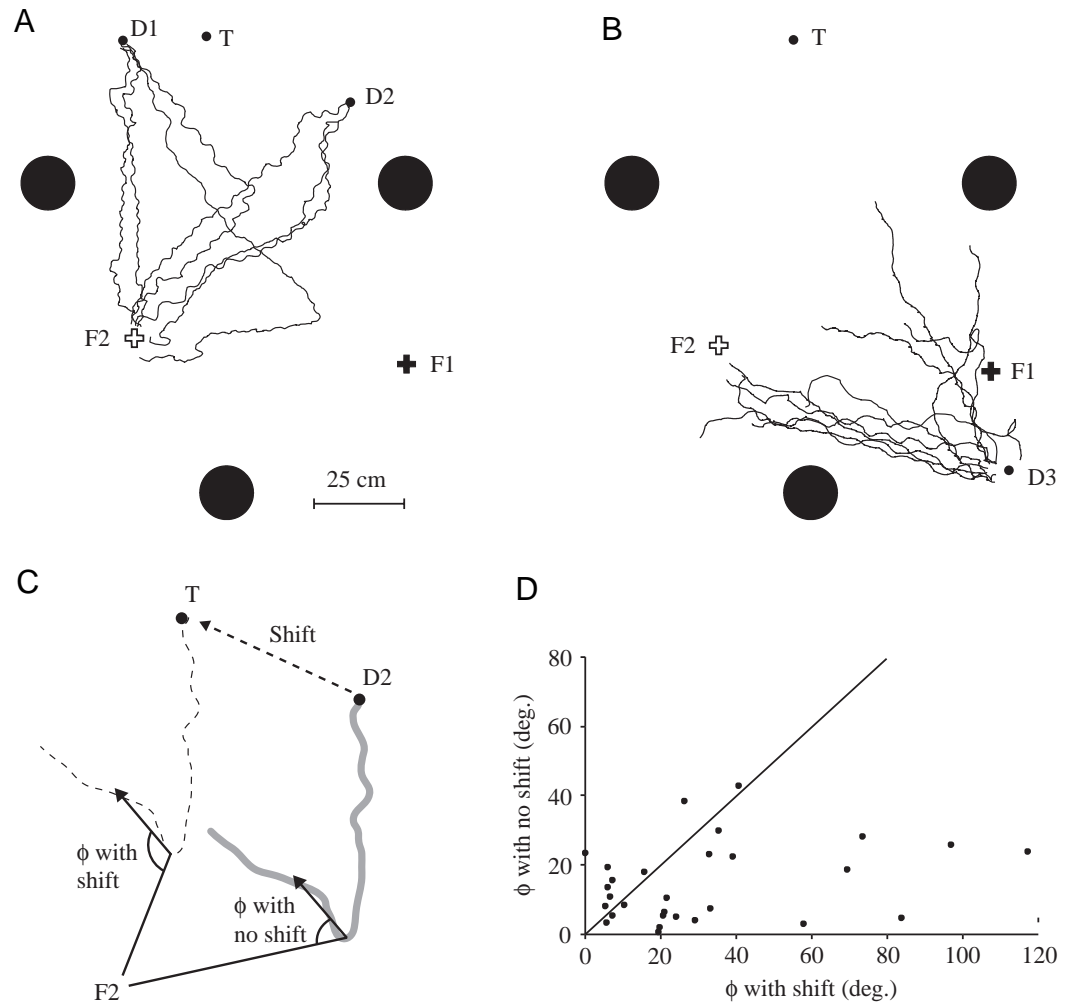 A
D1
T
D2
F2
F1
25 cm
B
T
F2
F1
D3
C
T
Shift
D2
ϕ with
shift
ϕ with
no shift
F2
D
ϕ with no shift (deg.)
80
60
40
20
0
0 20 40 60 80 100 120
ϕ with shift (deg.)